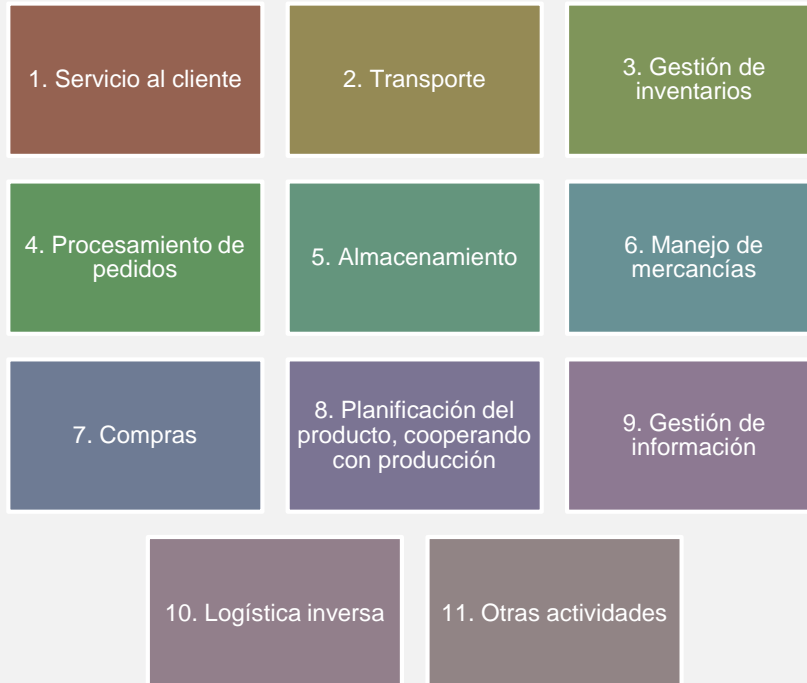 1. Servicio al cliente
2. Transporte
3. Gestión de
inventarios
4. Procesamiento de
pedidos
5. Almacenamiento
6. Manejo de
mercancías
7. Compras
8. Planificación del
producto, cooperando
con producción
9. Gestión de
información
10. Logística inversa
11. Otras actividades